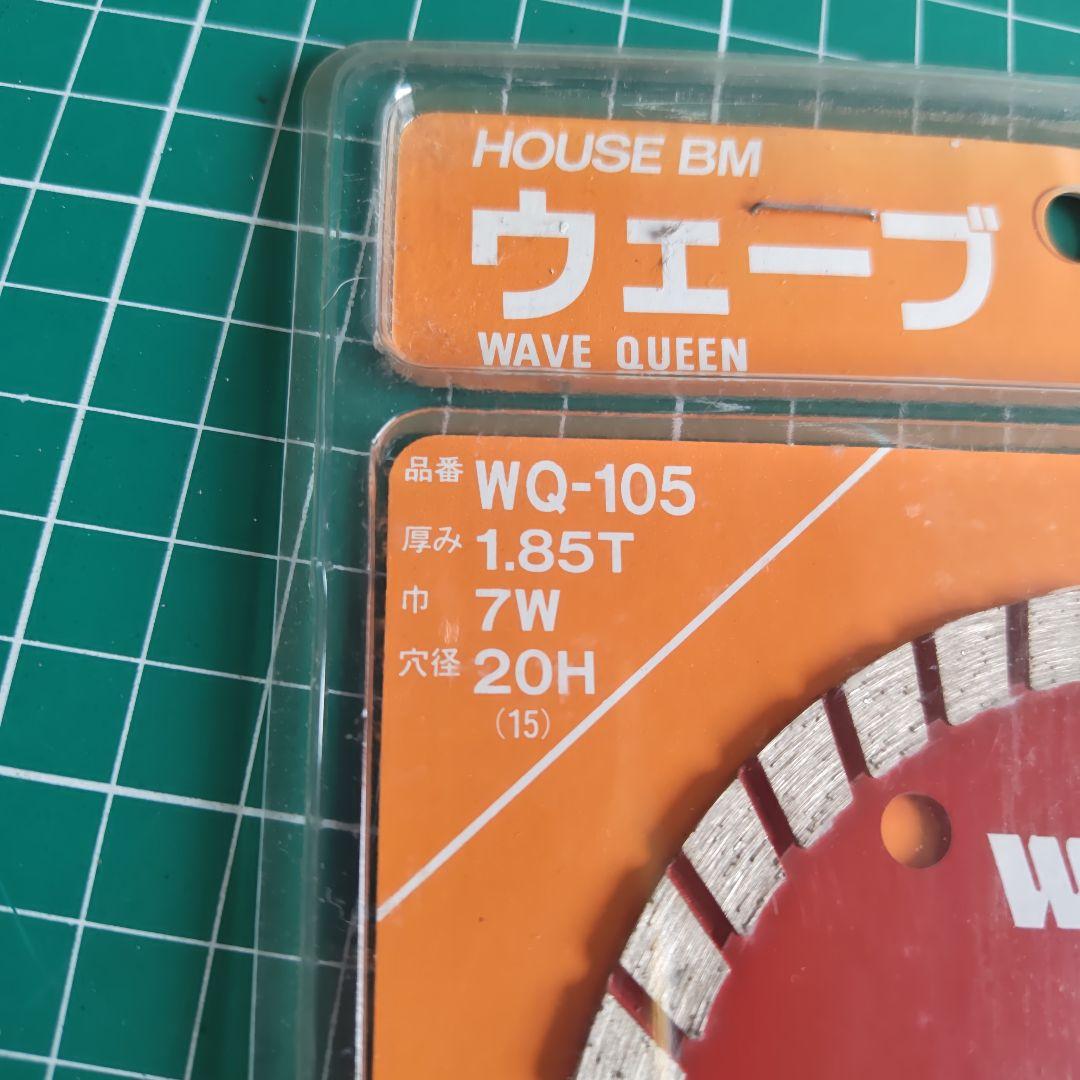 HOUSE BM
ウェーブ
WAVE QUEEN
品番 WQ-105
厚み 1.85T
巾 7W
穴径 20H
(15)